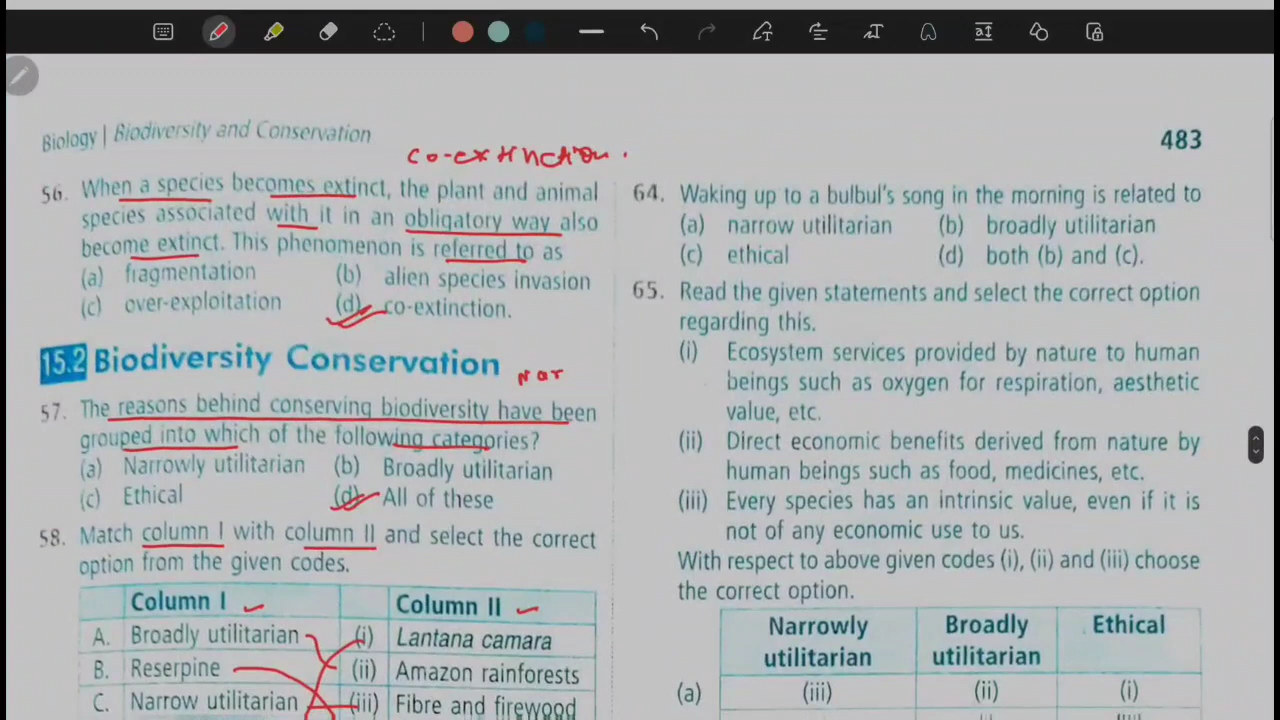 Biology | Biodiversity and Conservation
483
co-extinction.
56. When a species becomes extinct, the plant and animal
species associated with it in an obligatory way also
become extinct. This phenomenon is referred to as
(a) fragmentation (b) alien species invasion
(c) over-exploitation (d) co-extinction.
15.2 Biodiversity Conservation
Nar
57. The reasons behind conserving biodiversity have been
grouped into which of the following categories?
(a) Narrowly utilitarian (b) Broadly utilitarian
(c) Ethical (d) All of these
58. Match column I with column II and select the correct
option from the given codes.
Column I Column II
A. Broadly utilitarian (i) Lantana camara
B. Reserpine (ii) Amazon rainforests
C. Narrow utilitarian (iii) Fibre and firewood
64. Waking up to a bulbul's song in the morning is related to
(a) narrow utilitarian (b) broadly utilitarian
(c) ethical (d) both (b) and (c).
65. Read the given statements and select the correct option
regarding this.
(i) Ecosystem services provided by nature to human
beings such as oxygen for respiration, aesthetic
value, etc.
(ii) Direct economic benefits derived from nature by
human beings such as food, medicines, etc.
(iii) Every species has an intrinsic value, even if it is
not of any economic use to us.
With respect to above given codes (i), (ii) and (iii) choose
the correct option.
Narrowly utilitarian Broadly utilitarian Ethical
(a) (iii) (ii) (i)